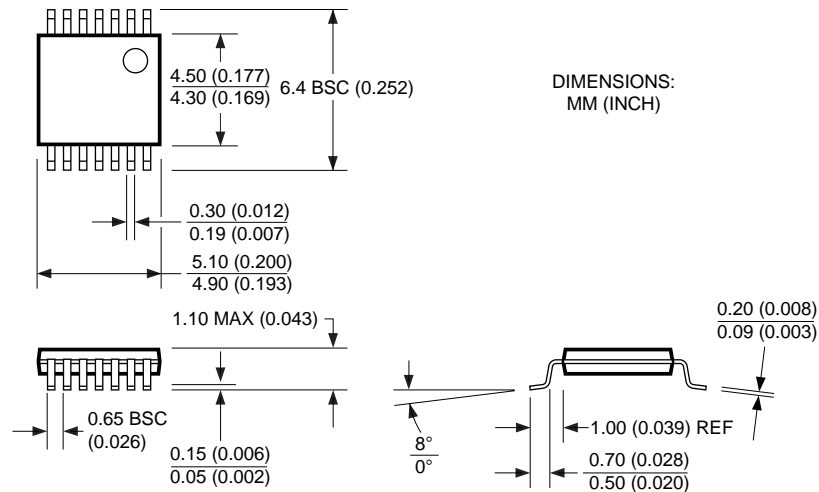 4.50 (0.177)
4.30 (0.169)
6.4 BSC (0.252)
DIMENSIONS:
MM (INCH)
0.30 (0.012)
0.19 (0.007)
5.10 (0.200)
4.90 (0.193)
1.10 MAX (0.043)
0.20 (0.008)
0.09 (0.003)
0.65 BSC
(0.026)
0.15 (0.006)
0.05 (0.002)
8°
0°
1.00 (0.039) REF
0.70 (0.028)
0.50 (0.020)